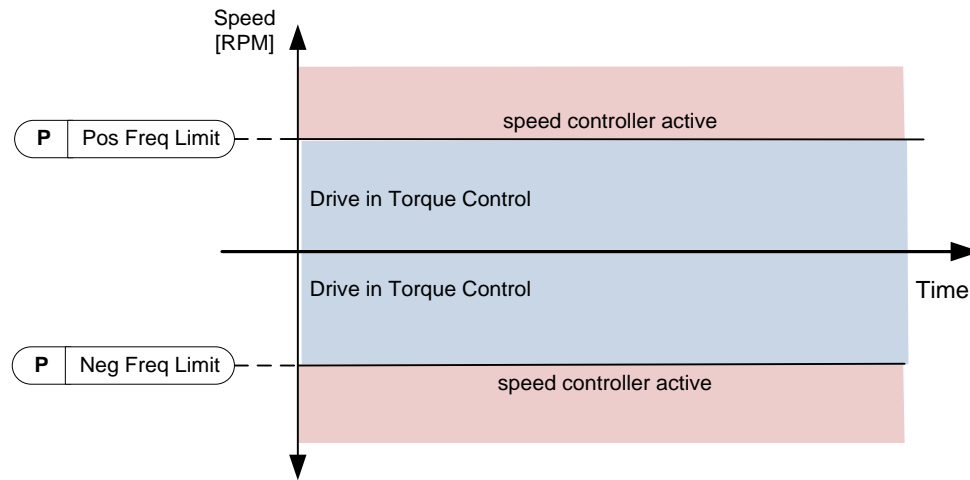 Speed
[RPM]
speed controller active
P Pos Freq Limit
Drive in Torque Control
Drive in Torque Control
Time
P Neg Freq Limit
speed controller active